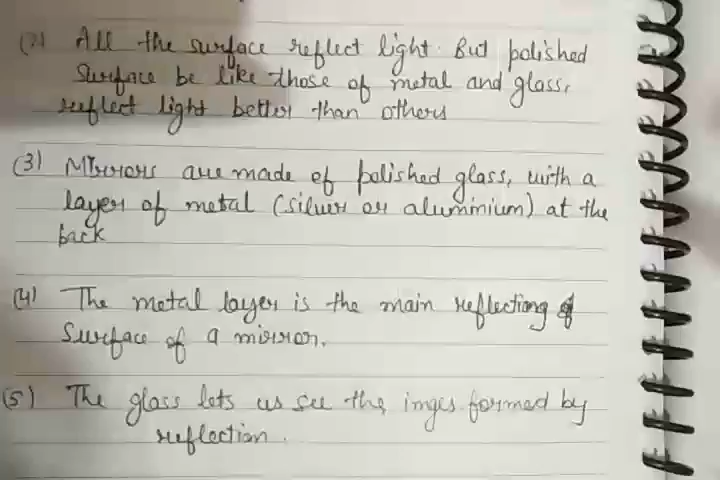 (2) All the surface reflect light. But polished
Surface be like those of metal and glass,
reflect light better than others
(3) Mirrors are made of polished glass, with a
layer of metal (silver or aluminium) at the
back
(4) The metal layer is the main reflecting
Surface of a mirror.
(5) The glass lets us see the inges formed by
reflection.